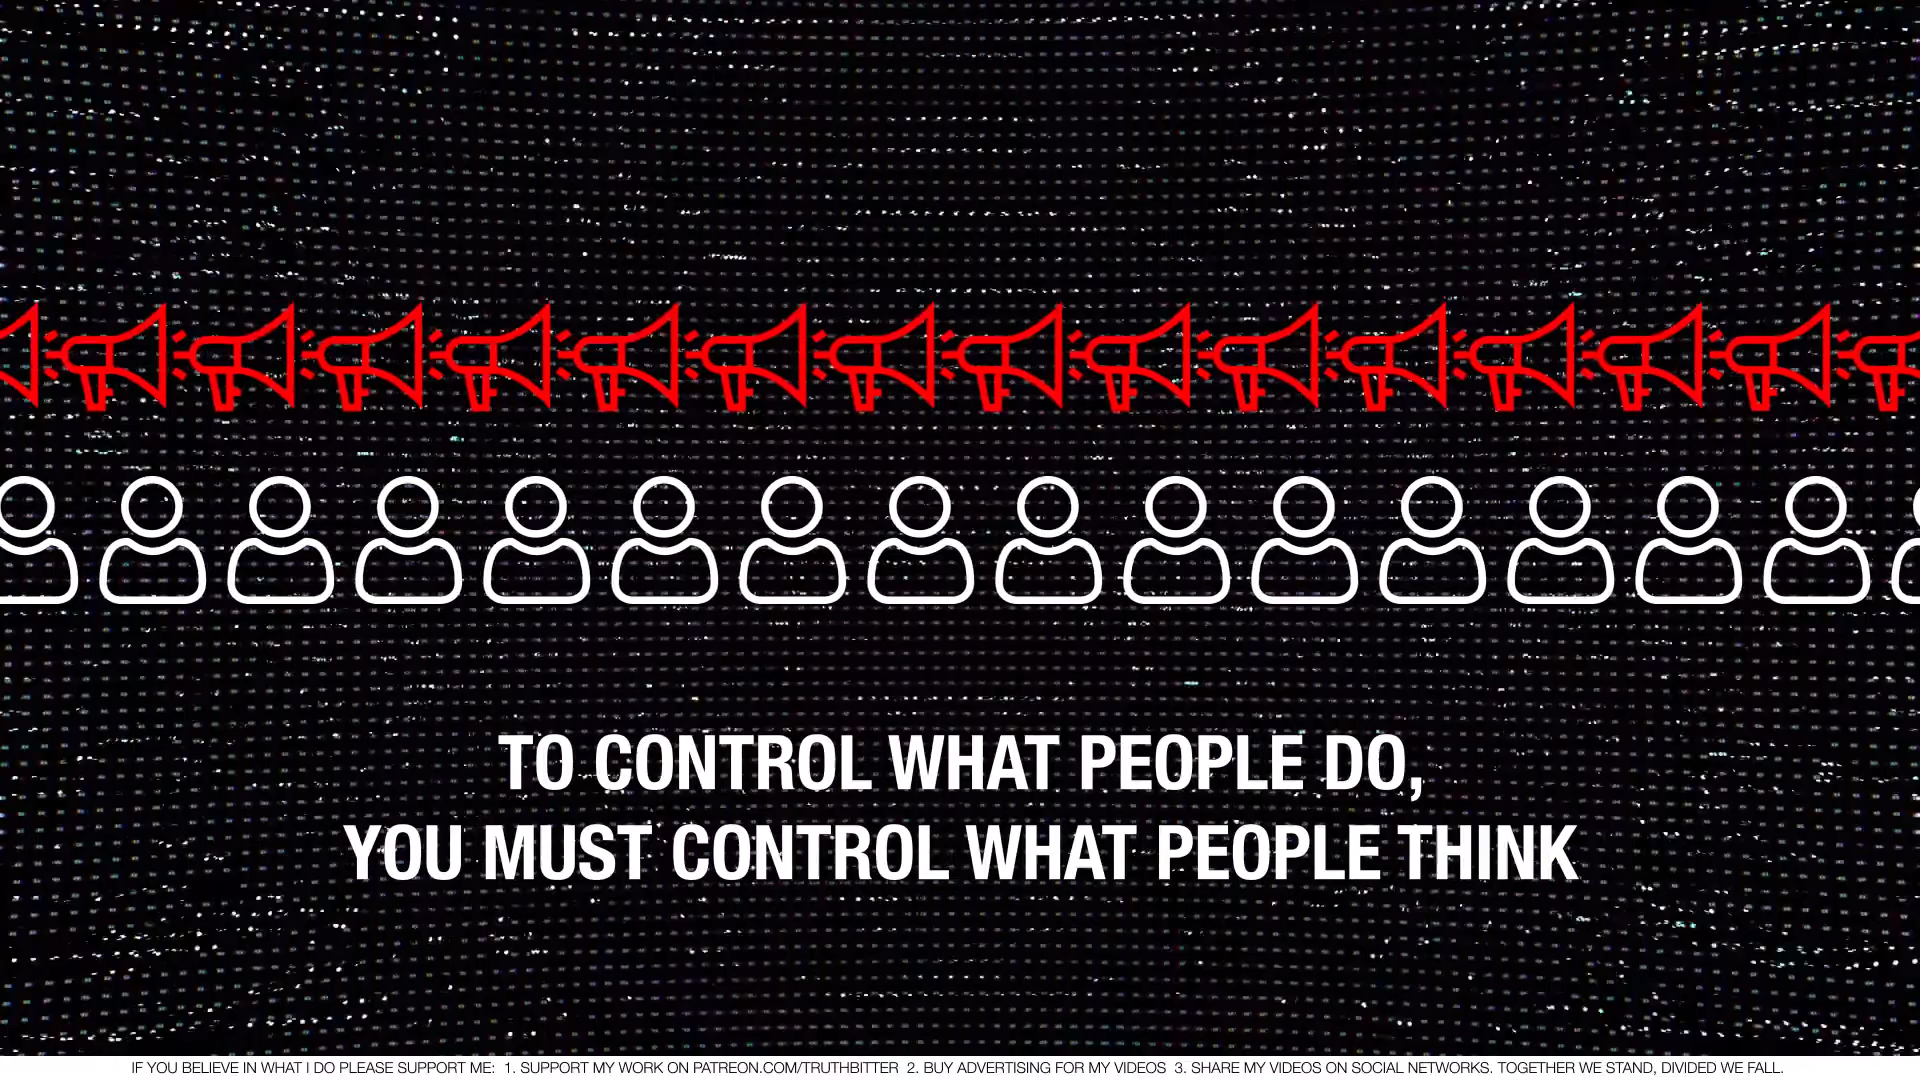 TO CONTROL WHAT PEOPLE DO,
YOU MUST CONTROL WHAT PEOPLE THINK
IF YOU BELIEVE IN WHAT I DO PLEASE SUPPORT ME:  1. SUPPORT MY WORK ON PATREON.COM/TRUTHBITTER  2. BUY ADVERTISING FOR MY VIDEOS  3. SHARE MY VIDEOS ON SOCIAL NETWORKS. TOGETHER WE STAND, DIVIDED WE FALL.